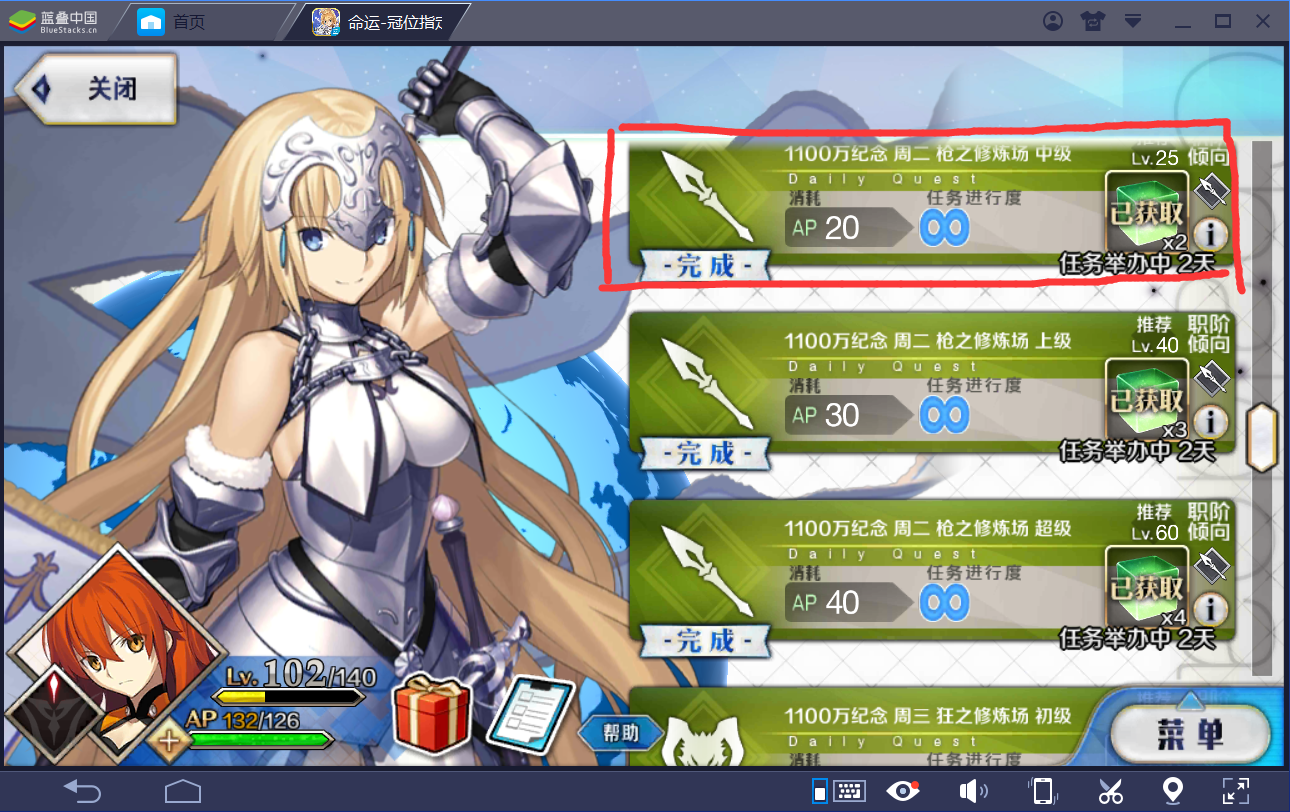 蓝叠中国
BlueStacks.cn
首页
命运-冠位指定
关闭
1100万纪念 周二 枪之修炼场 中级
Lv.25 倾向
Daily Quest
消耗
任务进行度
AP 20
已获取
x2
-完成-
任务举办中 2天
推荐 职阶
1100万纪念 周二 枪之修炼场 上级
Lv.40 倾向
Daily Quest
消耗
任务进行度
AP 30
已获取
x3
-完成-
任务举办中 2天
推荐 职阶
1100万纪念 周二 枪之修炼场 超级
Lv.60 倾向
Daily Quest
消耗
任务进行度
AP 40
已获取
x4
-完成-
任务举办中 2天
1100万纪念 周三 狂之修炼场 初级
Daily Quest
消耗
任务进行度
Lv.102/140
AP 132/126
帮助
菜单